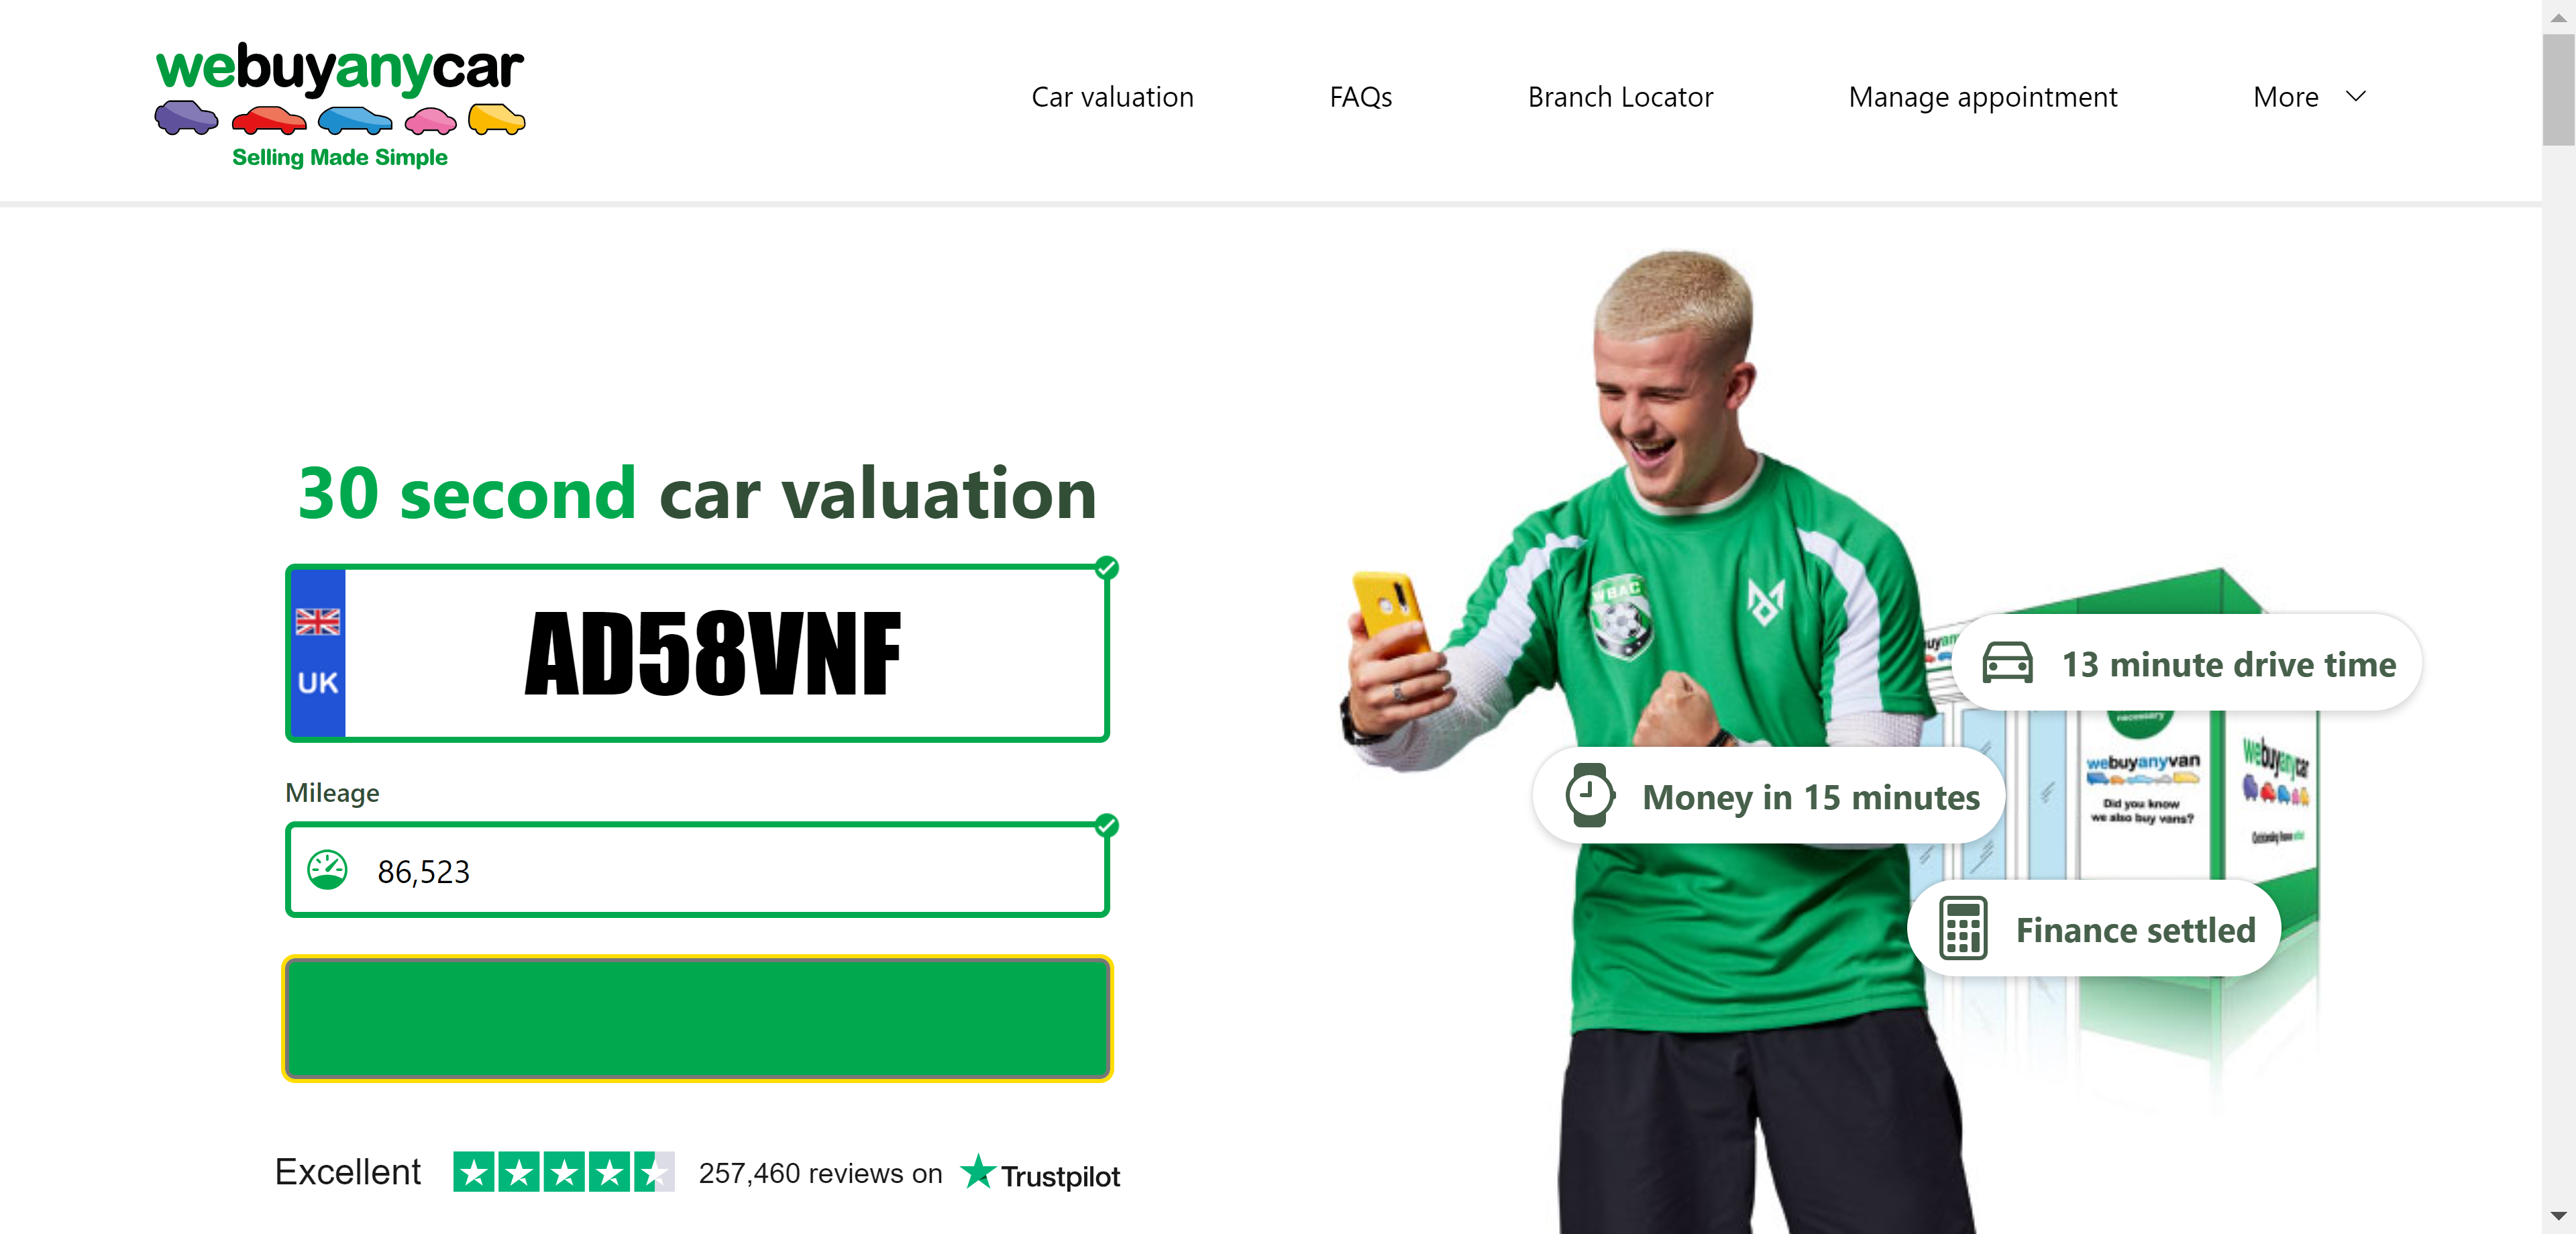 webuyanycar
Selling Made Simple
Car valuation
FAQs
Branch Locator
Manage appointment
More
30 second car valuation
UK
AD58VNF
Mileage
86,523
Excellent
257,460 reviews on
Trustpilot
WBAC
13 minute drive time
Money in 15 minutes
Finance settled
necessary
webuyanyvan
Did you know
we also buy vans?
webuyanycar